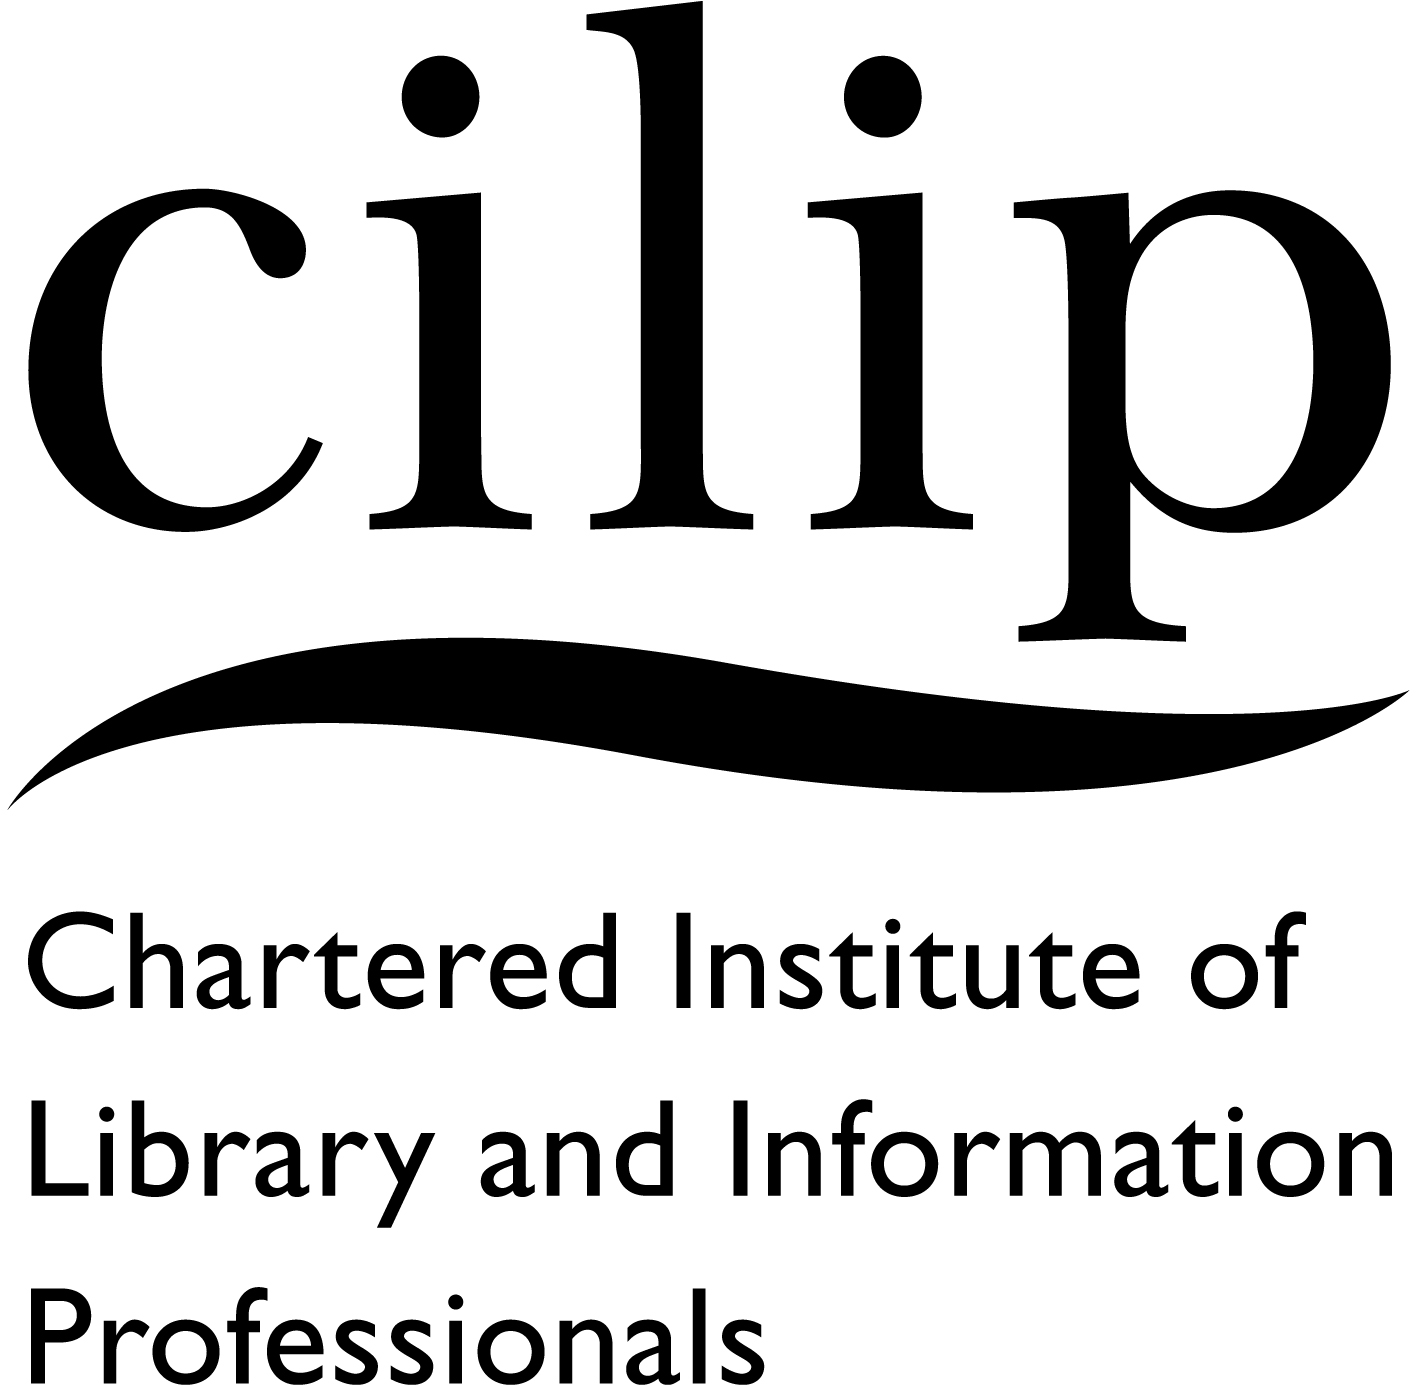 cilip
Chartered Institute of
Library and Information
Professionals